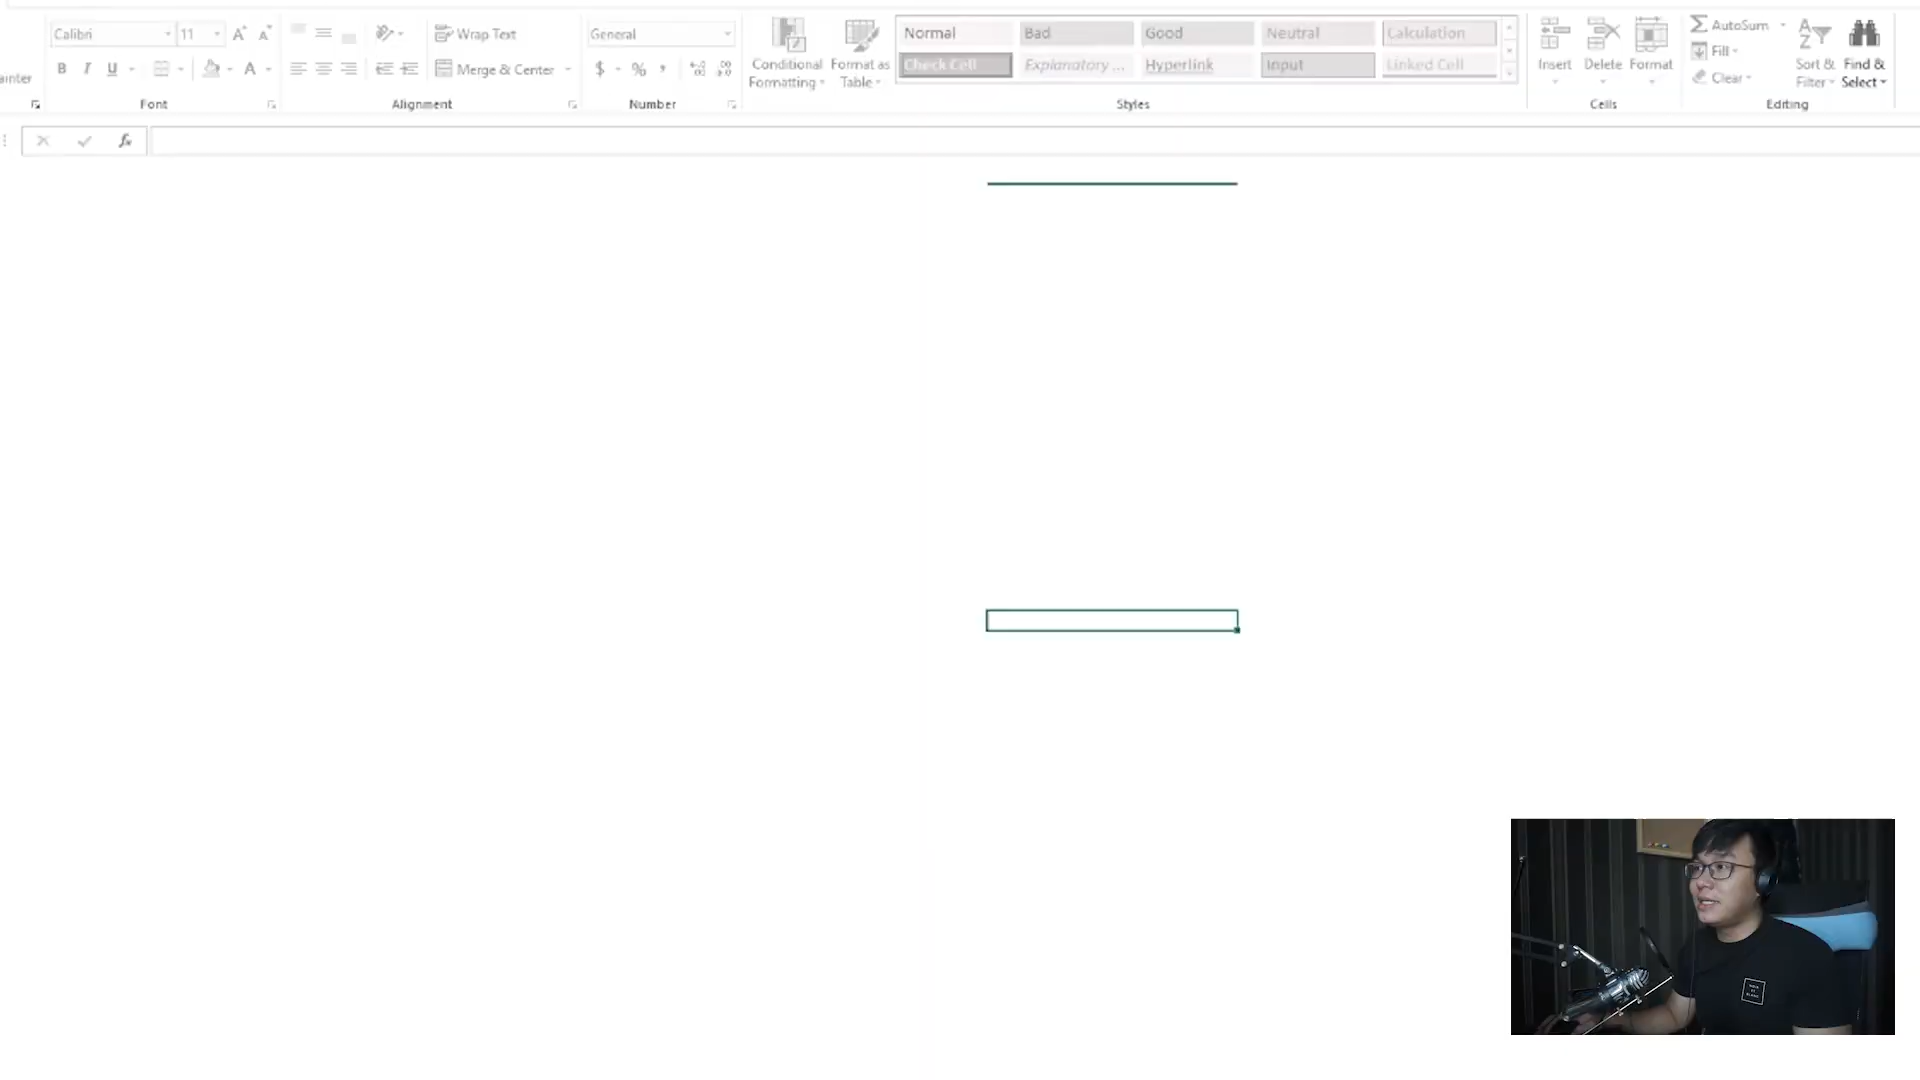 Calibri 11 Wrap Text General Normal Bad Good Neutral Calculation AutoSum
Fill
B I U A Merge & Center $ % , Conditional Formatting Format as Table Check Cell Explanatory ... Hyperlink Input Linked Cell Insert Delete Format Clear Sort & Filter Find & Select
ainter
Font Alignment Number Styles Cells Editing
fx